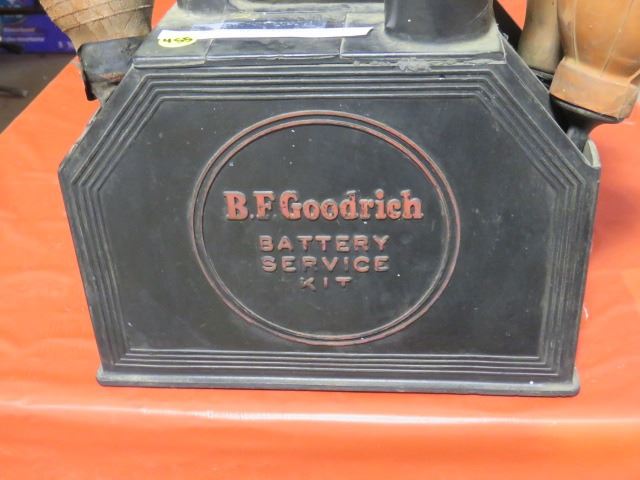 B.F. Goodrich
BATTERY
SERVICE
KIT